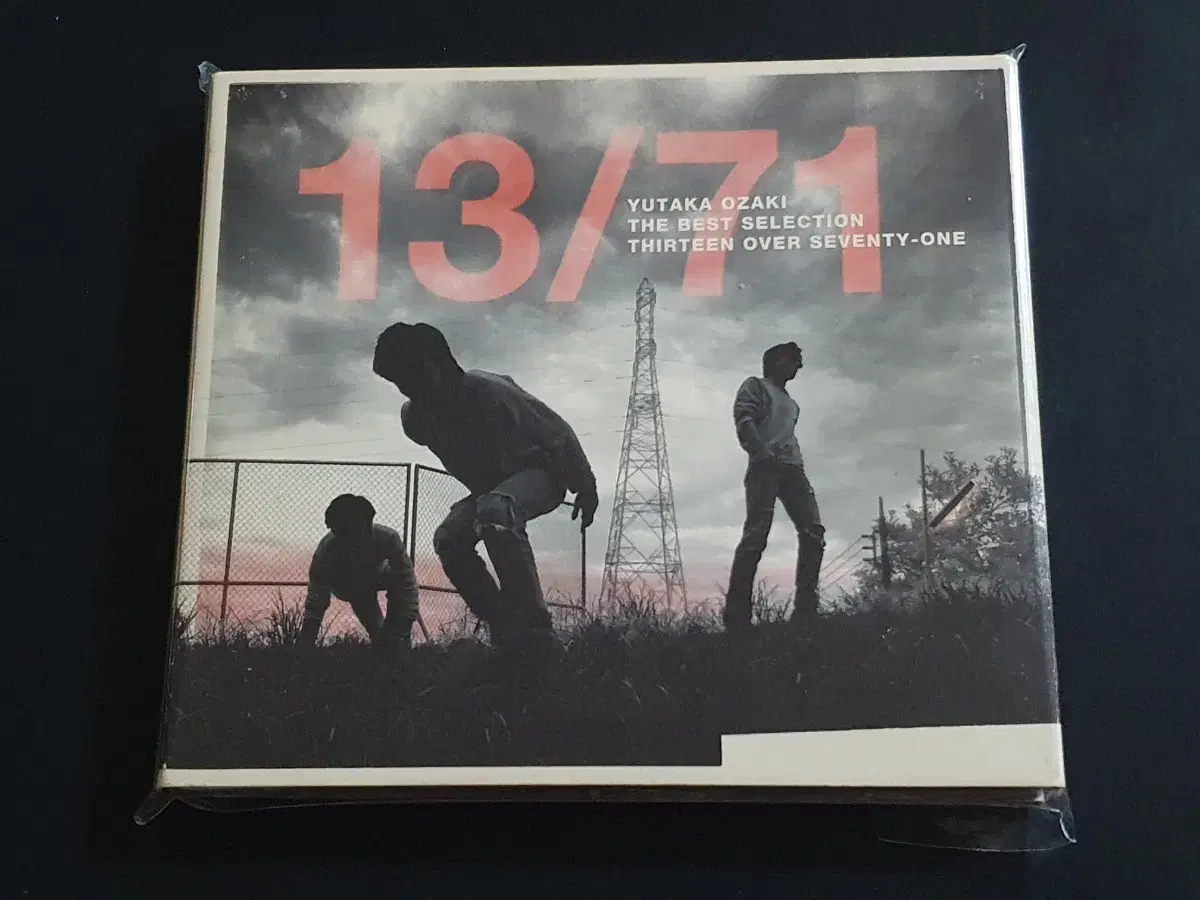 13/71
YUTAKA OZAKI
THE BEST SELECTION
THIRTEEN OVER SEVENTY-ONE